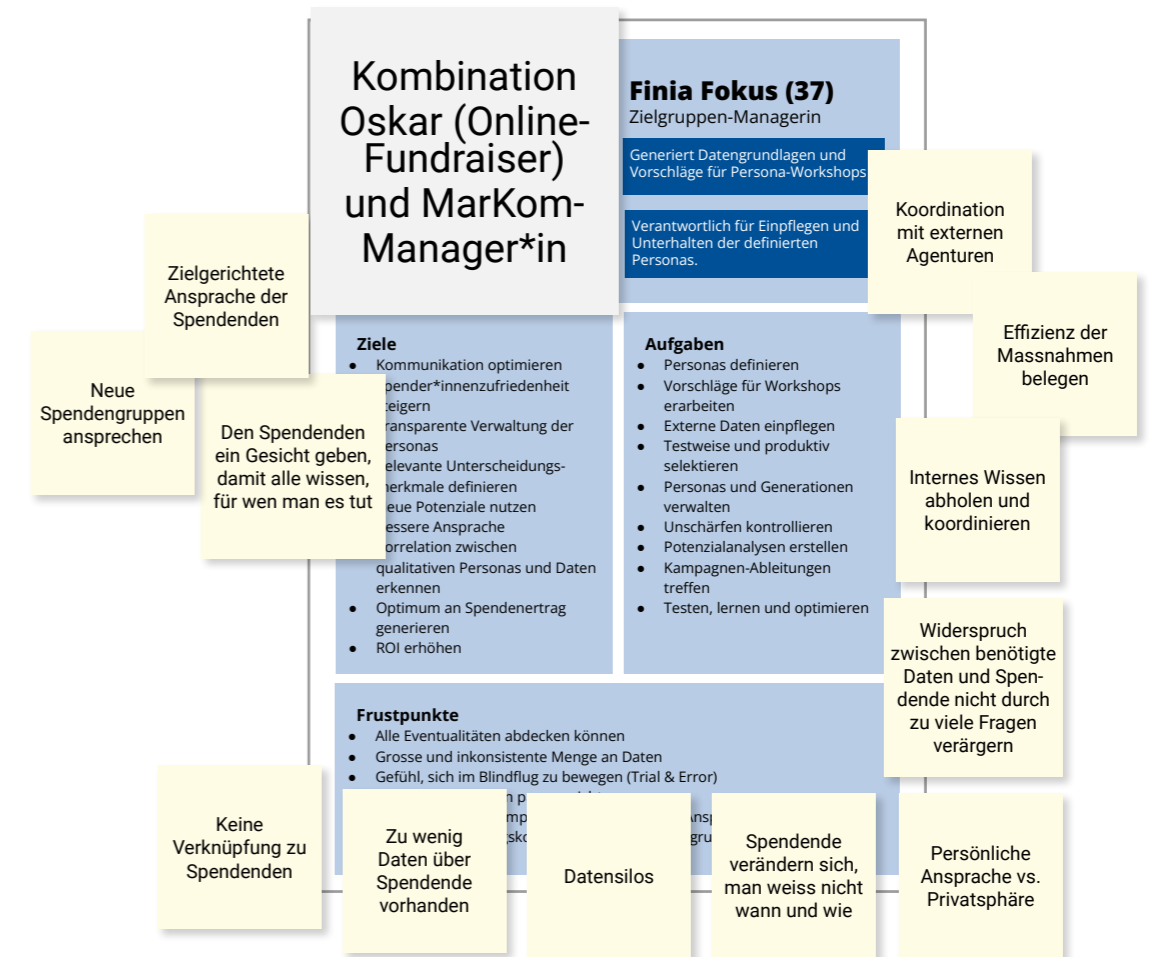 Kombination
Oskar (Online-
Fundraiser)
und MarKom-
Manager*in
Finia Fokus (37)
Zielgruppen-Managerin
Generiert Datengrundlagen und
Vorschläge für Persona-Workshops
Verantwortlich für Einpflegen und
Unterhalten der definierten
Personas.
Koordination
mit externen
Agenturen
Zielgerichtete
Ansprache der
Spendenden
Effizienz der
Massnahmen
belegen
Neue
Spendengruppen
ansprechen
Den Spendenden
ein Gesicht geben,
damit alle wissen,
für wen man es tut
Ziele
● Kommunikation optimieren
●
Verwaltung der
Unterscheidungs-
definieren
Potenziale nutzen
Ansprache
zwischen
qualitativen Personas und Daten
erkennen
● Optimum an Spendenertrag
generieren
● ROI erhöhen
Aufgaben
● Personas definieren
● Vorschläge für Workshops
erarbeiten
● Externe Daten einpflegen
● Testweise und produktiv
selektieren
● Personas und Generationen
verwalten
● Unschärfen kontrollieren
● Potenzialanalysen erstellen
● Kampagnen-Ableitungen
treffen
● Testen, lernen und optimieren
Internes Wissen
abholen und
koordinieren
Widerspruch
zwischen benötigte
Daten und Spen-
dende nicht durch
zu viele Fragen
verärgern
Frustpunkte
● Alle Eventualitäten abdecken können
● Grosse und inkonsistente Menge an Daten
● Gefühl, sich im Blindflug zu bewegen (Trial & Error)
Keine
Verknüpfung zu
Spendenden
Zu wenig
Daten über
Spendende
vorhanden
Datensilos
Spendende
verändern sich,
man weiss nicht
wann und wie
Persönliche
Ansprache vs.
Privatsphäre